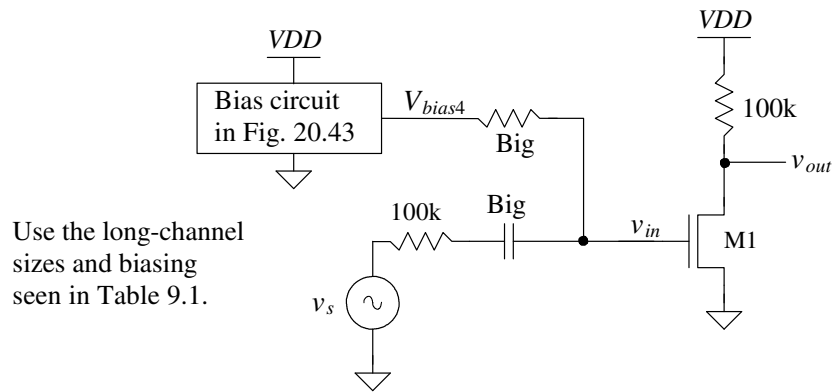 VDD
VDD
Bias circuit
in Fig. 20.43
Vbias4
Big
100k
vout
Use the long-channel
sizes and biasing
seen in Table 9.1.
100k
Big
vin
M1
vs